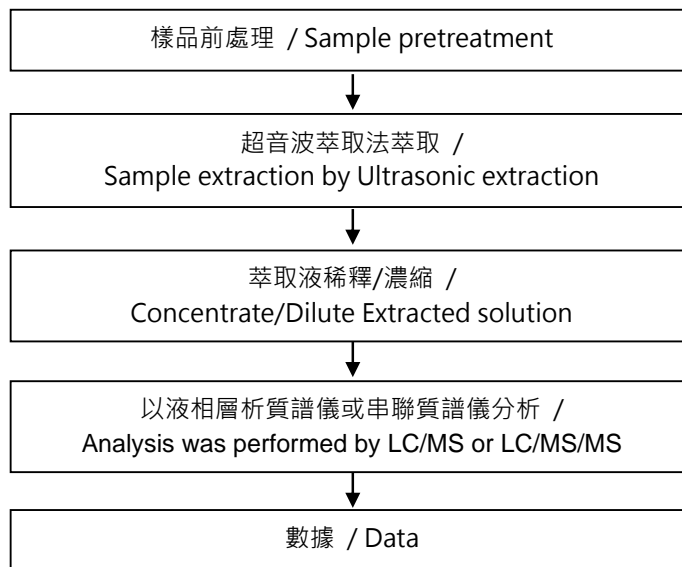 樣品前處理 / Sample pretreatment
超音波萃取法萃取 /
Sample extraction by Ultrasonic extraction
萃取液稀釋/濃縮 /
Concentrate/Dilute Extracted solution
以液相層析質譜儀或串聯質譜儀分析 /
Analysis was performed by LC/MS or LC/MS/MS
數據 / Data